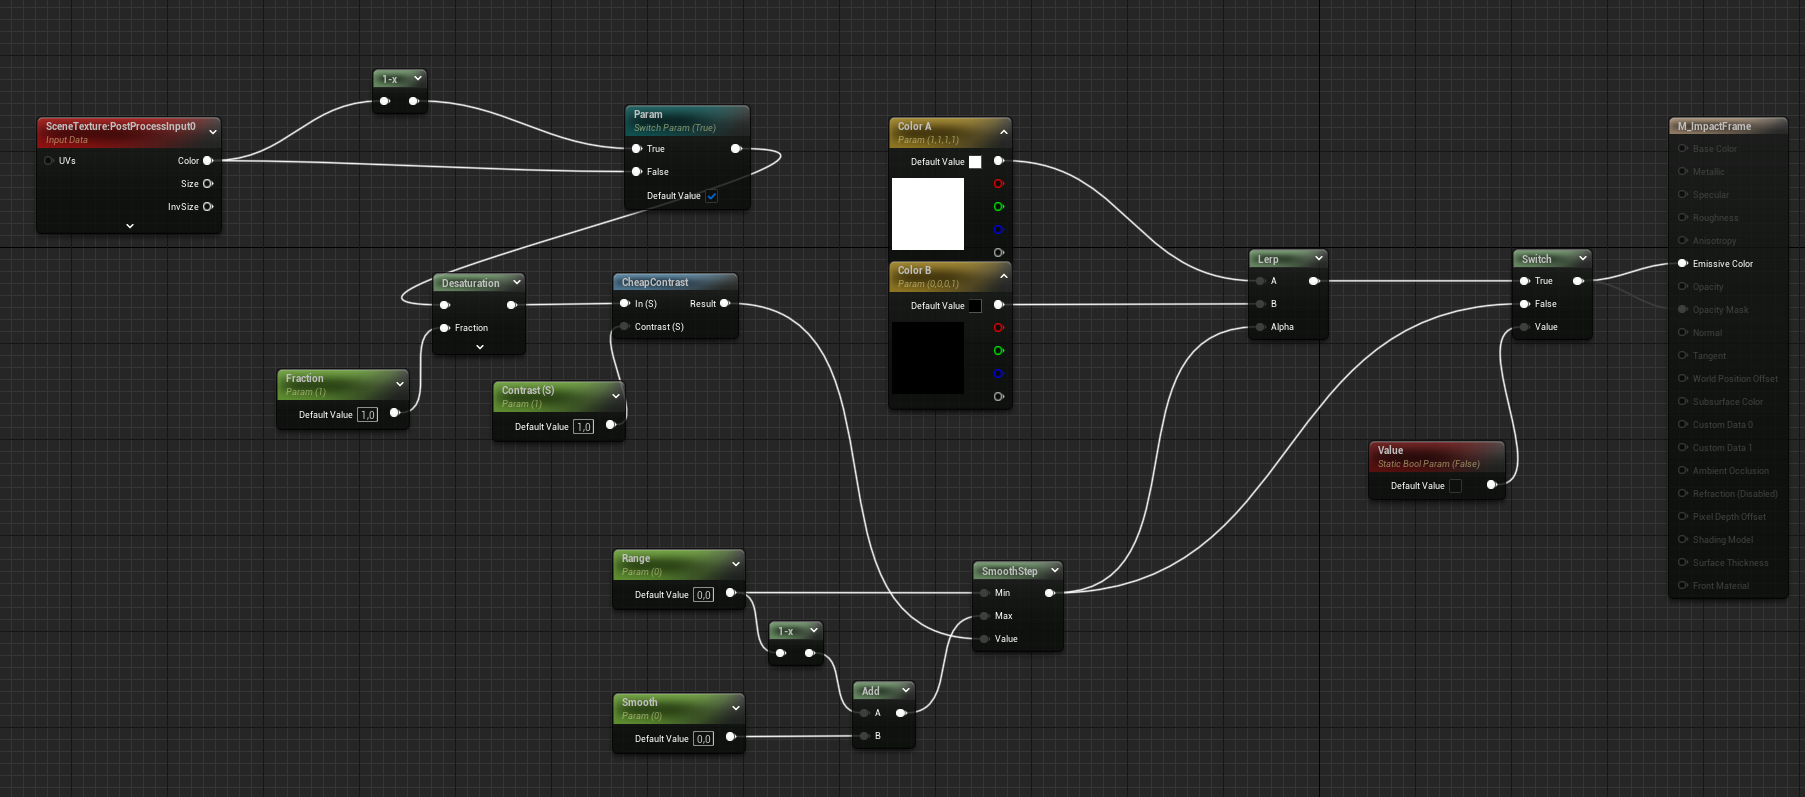 1-x
SceneTexture:PostProcessInput0
Input Data
UVs
Color
Size
InvSize
Param
Switch Param (True)
True
False
Default Value
Color A
Param (1,1,1,1)
Default Value
Color B
Param (0,0,0,1)
Default Value
Desaturation
Fraction
CheapContrast
In (S)
Result
Contrast (S)
Fraction
Param (1)
Default Value 1,0
Contrast (S)
Param (1)
Default Value 1,0
Lerp
A
B
Alpha
Switch
True
False
Value
Value
Static Bool Param (False)
Default Value
Range
Param (0)
Default Value 0,0
1-x
Smooth
Param (0)
Default Value 0,0
Add
A
B
SmoothStep
Min
Max
Value
M_ImpactFrame
Base Color
Metallic
Specular
Roughness
Anisotropy
Emissive Color
Opacity
Opacity Mask
Normal
Tangent
World Position Offset
Subsurface Color
Custom Data 0
Custom Data 1
Ambient Occlusion
Refraction (Disabled)
Pixel Depth Offset
Shading Model
Surface Thickness
Front Material